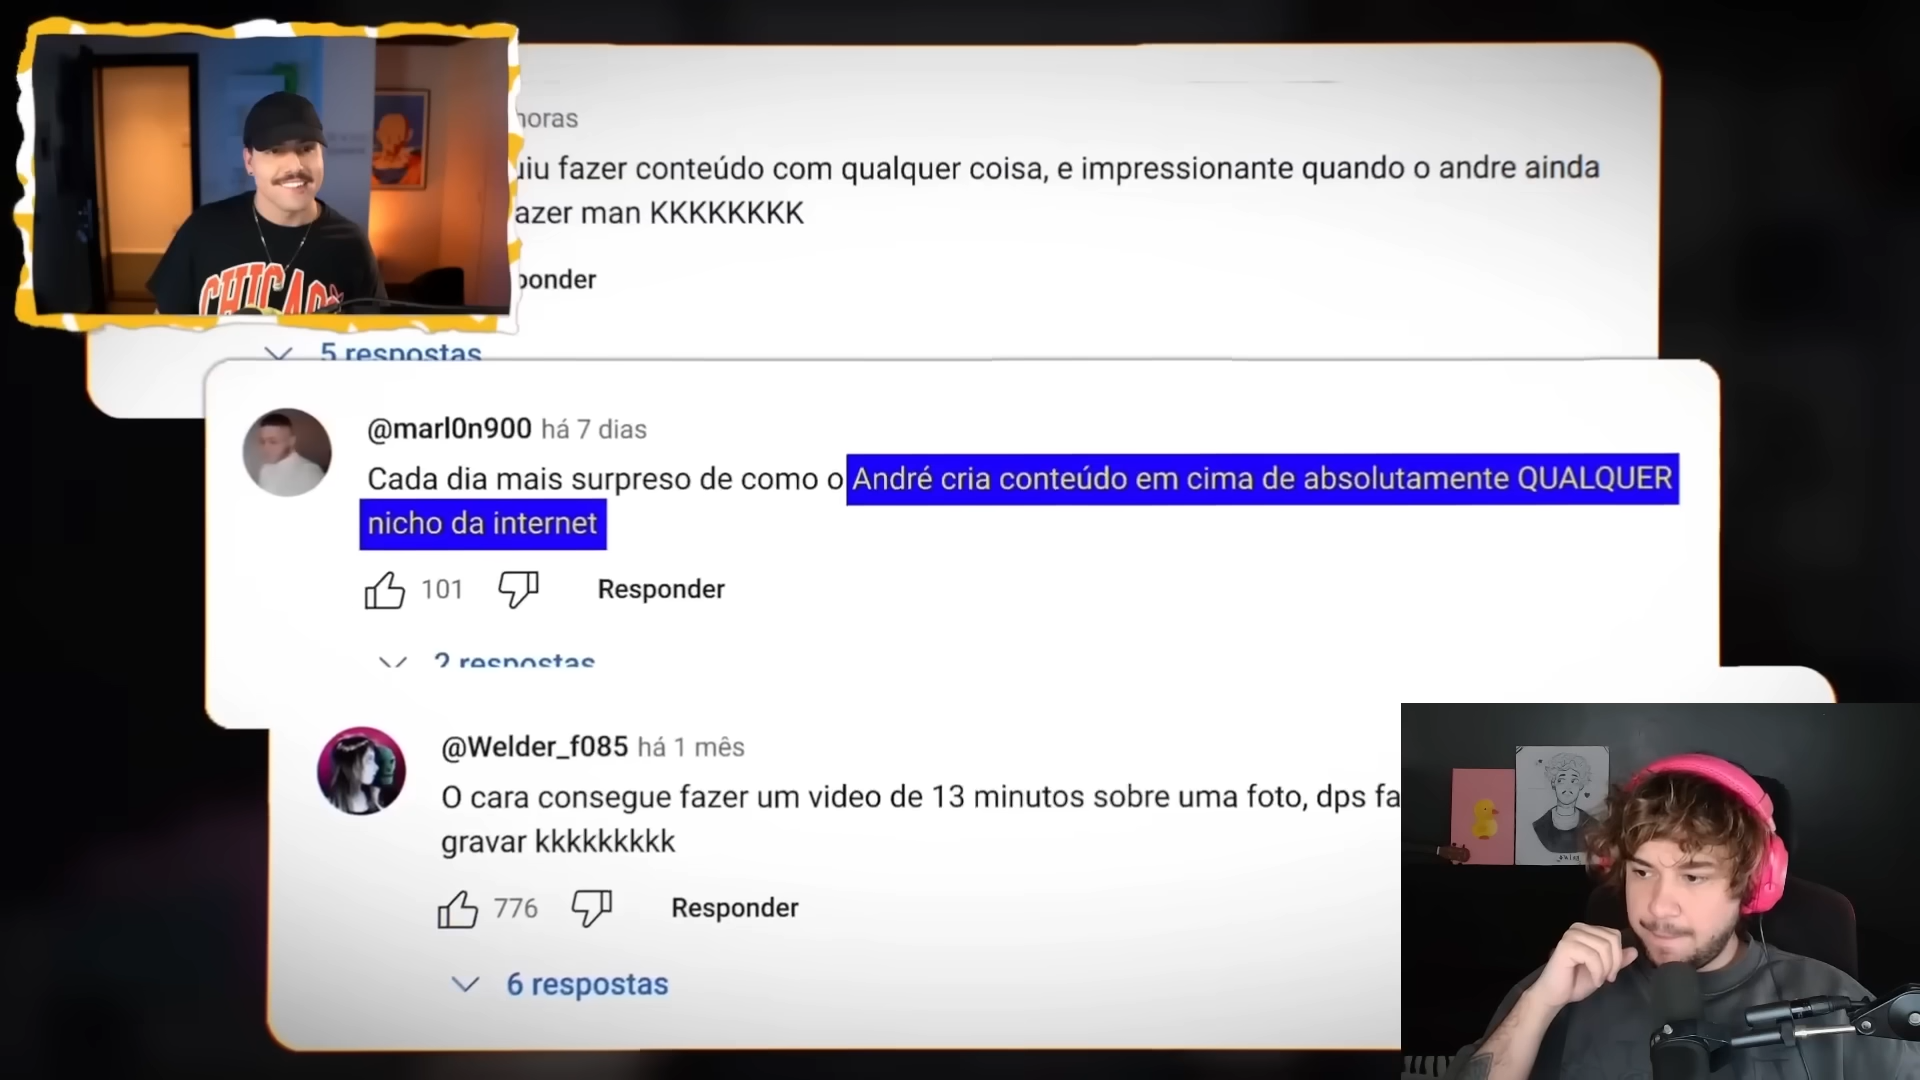 horas
uiu fazer conteúdo com qualquer coisa, e impressionante quando o andre ainda
azer man KKKKKKKK
ponder
5 respostas
CHICAG
@marl0n900 há 7 dias
Cada dia mais surpreso de como o André cria conteúdo em cima de absolutamente QUALQUER
nicho da internet
101 Responder
2 respostas
@Welder_f085 há 1 mês
O cara consegue fazer um video de 13 minutos sobre uma foto, dps fa
gravar kkkkkkkkk
776 Responder
6 respostas